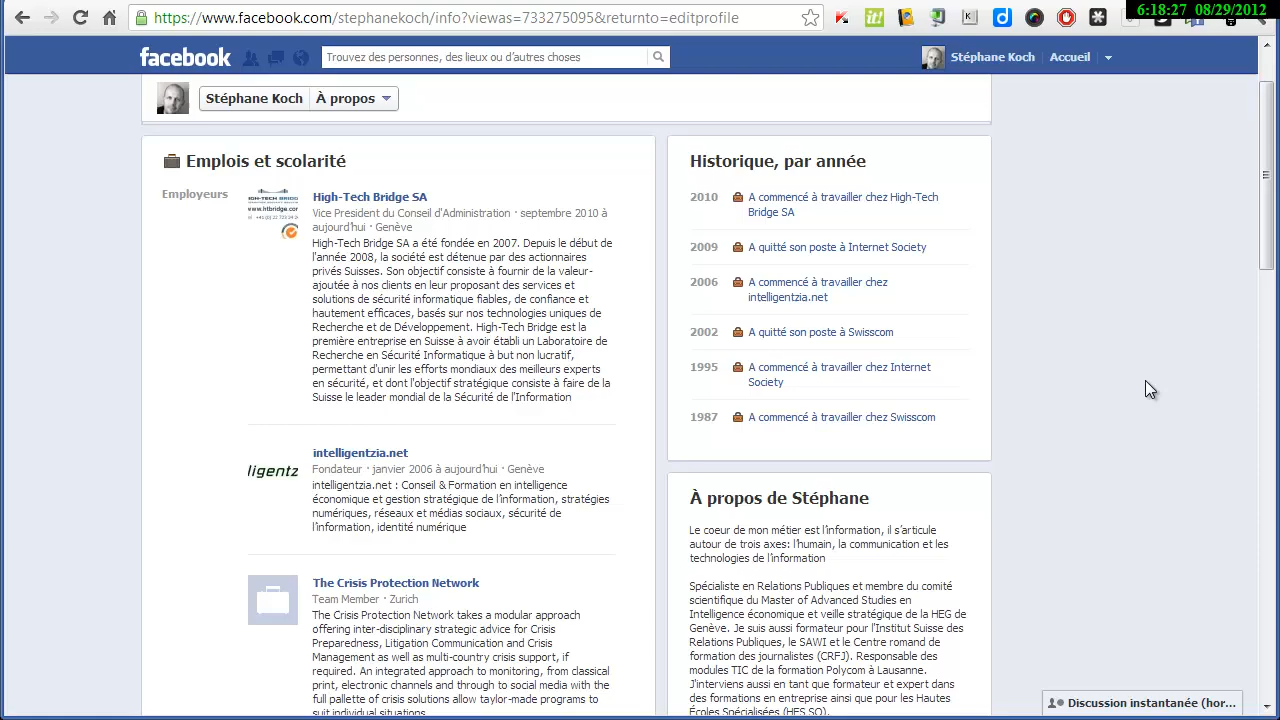 6:18:27 08/29/2012
https://www.facebook.com/stephanekoch/info?viewas=733275095&returnto=editprofile
facebook
Trouvez des personnes, des lieux ou d'autres choses
Stéphane Koch
Accueil
Stéphane Koch
À propos
Emplois et scolarité
Employeurs
High-Tech Bridge SA
Vice President du Conseil d'Administration · septembre 2010 à
aujourd'hui · Genève
High-Tech Bridge SA a été fondée en 2007. Depuis le début de
l'année 2008, la société est détenue par des actionnaires
privés Suisses. Son objectif consiste à fournir de la valeur-
ajoutée à nos clients en leur proposant des services et
solutions de sécurité informatique fiables, de confiance et
hautement efficaces, basés sur nos technologies uniques de
Recherche et de Développement. High-Tech Bridge est la
première entreprise en Suisse à avoir établi un Laboratoire de
Recherche en Sécurité Informatique à but non lucratif,
permettant d'unir les efforts mondiaux des meilleurs experts
en sécurité, et dont l'objectif stratégique consiste à faire de la
Suisse le leader mondial de la Sécurité de l'Information
intelligentzia.net
ligentz
Fondateur · janvier 2006 à aujourd'hui · Genève
intelligentzia.net : Conseil & Formation en intelligence
économique et gestion stratégique de l'information, stratégies
numériques, réseaux et médias sociaux, sécurité de
l'information, identité numérique
The Crisis Protection Network
Team Member · Zurich
The Crisis Protection Network takes a modular approach
offering inter-disciplinary strategic advice for Crisis
Preparedness, Litigation Communication and Crisis
Management as well as multi-country crisis support, if
required. An integrated approach to monitoring, from classical
print, electronic channels and through to social media with the
full pallette of crisis solutions allow taylor-made programs to
suit individual situations.
Historique, par année
2010 A commencé à travailler chez High-Tech
Bridge SA
2009 A quitté son poste à Internet Society
2006 A commencé à travailler chez
intelligentzia.net
2002 A quitté son poste à Swisscom
1995 A commencé à travailler chez Internet
Society
1987 A commencé à travailler chez Swisscom
À propos de Stéphane
Le coeur de mon métier est l'information, il s'articule
autour de trois axes: l'humain, la communication et les
technologies de l'information
Spécialiste en Relations Publiques et membre du comité
scientifique du Master of Advanced Studies en
Intelligence économique et veille stratégique de la HEG de
Genève. Je suis aussi formateur pour l'Institut Suisse des
Relations Publiques, le SAWI et le Centre romand de
formation des journalistes (CRFJ). Responsable des
modules TIC de la formation Polycom à Lausanne.
J'interviens aussi en tant que formateur et expert dans
des formations en entreprise ainsi que pour les Hautes
Écoles Spécialisées (HES SO).
Discussion instantanée (hor...